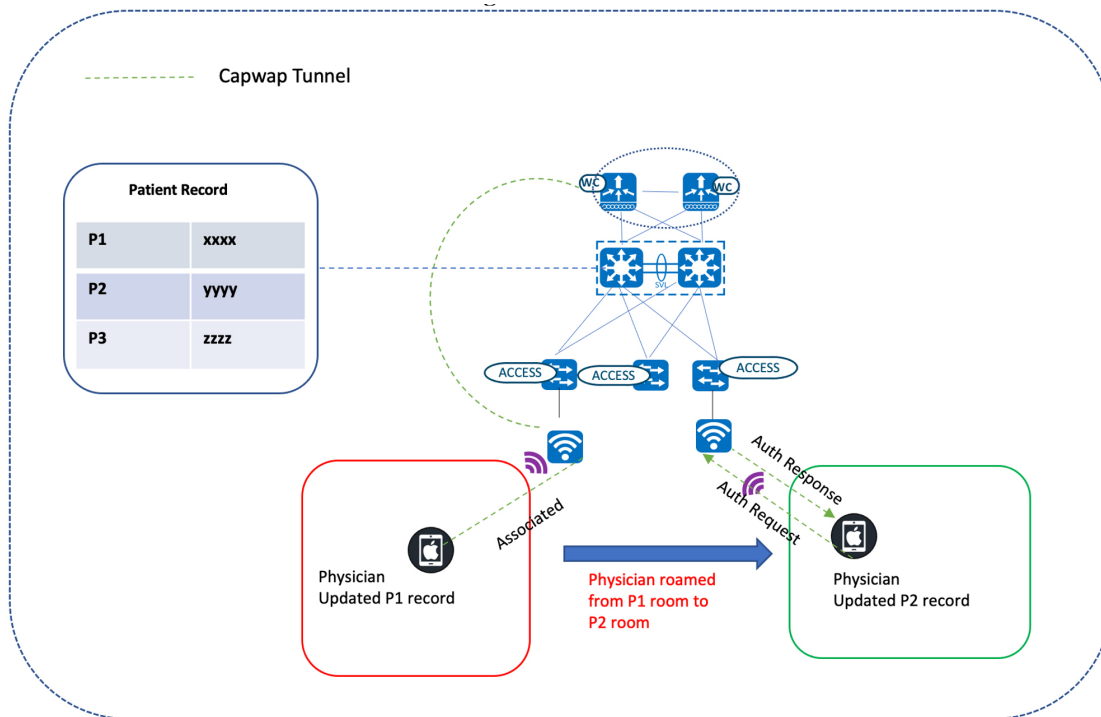 Capwap Tunnel
Patient Record
P1 xxxx
P2 yyyy
P3 zzzz
WC
WC
SVL
ACCESS
ACCESS
ACCESS
Auth Response
Auth Request
Associated
Physician
Updated P1 record
Physician roamed
from P1 room to
P2 room
Physician
Updated P2 record